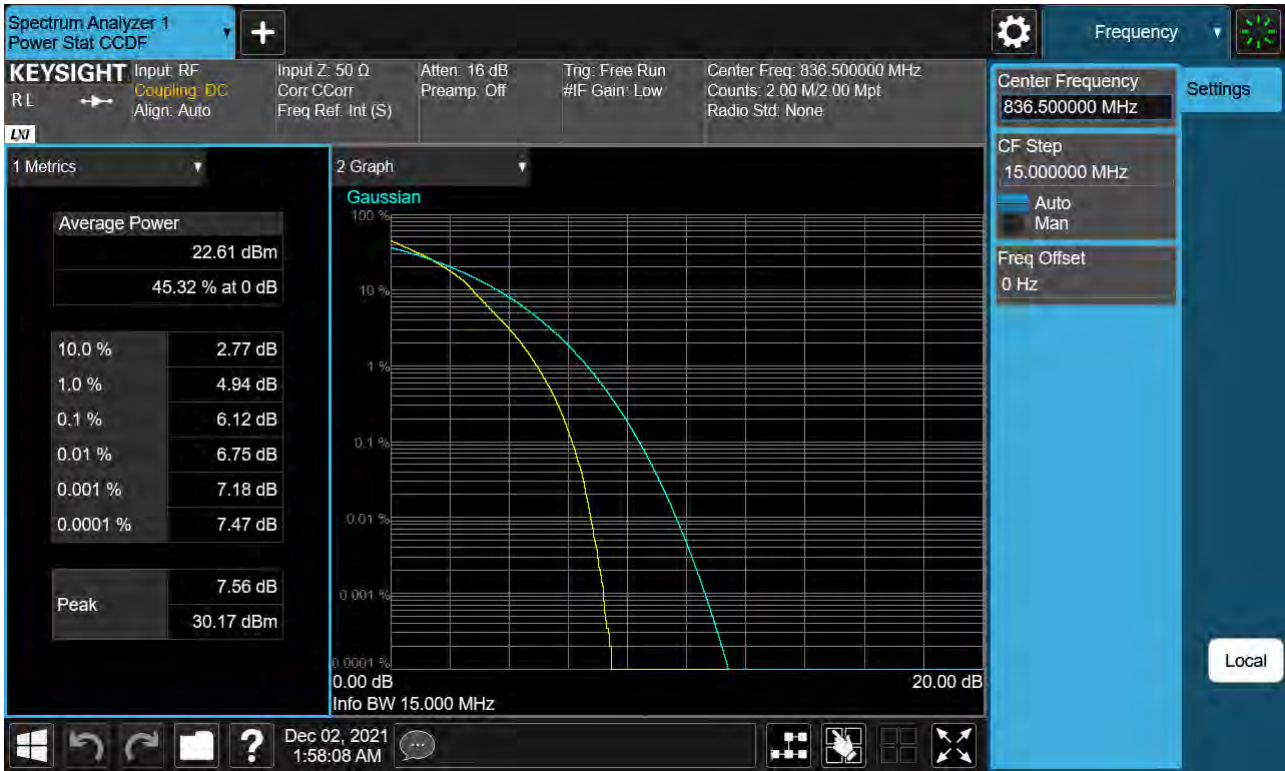 Spectrum Analyzer 1
Power Stat CCDF
Frequency
KEYSIGHT
RL
LXI
Input: RF
Coupling: DC
Align: Auto
Input Z: 50 Ω
Corr CCorr
Freq Ref: Int (S)
Atten: 16 dB
Preamp: Off
Trig: Free Run
#IF Gain: Low
Center Freq: 836.500000 MHz
Counts: 2.00 M/2.00 Mpt
Radio Std: None
1 Metrics
Average Power
22.61 dBm
45.32 % at 0 dB
10.0 % 2.77 dB
1.0 % 4.94 dB
0.1 % 6.12 dB
0.01 % 6.75 dB
0.001 % 7.18 dB
0.0001 % 7.47 dB
Peak
7.56 dB
30.17 dBm
2 Graph
Gaussian
100 %
10 %
1 %
0.1 %
0.01 %
0.001 %
0.0001 %
0.00 dB 20.00 dB
Info BW 15.000 MHz
Center Frequency
836.500000 MHz
CF Step
15.000000 MHz
Auto
Man
Freq Offset
0 Hz
Settings
Local
?
Dec 02, 2021
1:58:08 AM